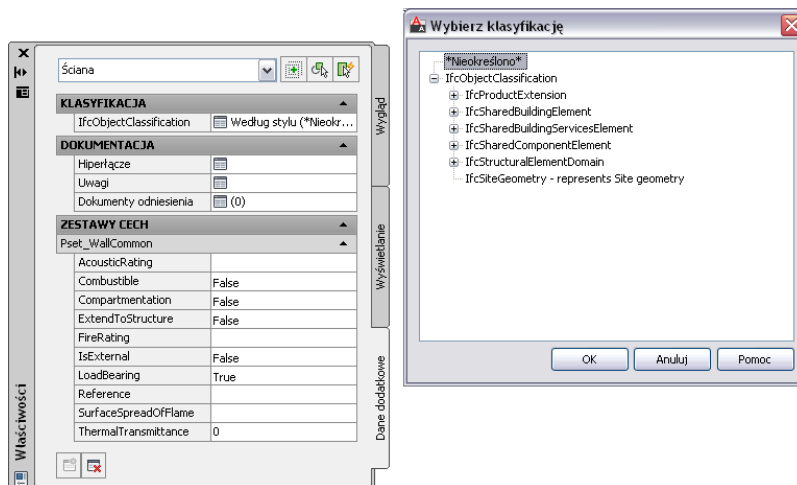 Ściana
KLASYFIKACJA
IfcObjectClassification Według stylu (*Nieokr...
DOKUMENTACJA
Hiperłącze
Uwagi
Dokumenty odniesienia (0)
ZESTAWY CECH
Pset_WallCommon
AcousticRating
Combustible False
Compartmentation False
ExtendToStructure False
FireRating
IsExternal False
LoadBearing True
Reference
SurfaceSpreadOfFlame
ThermalTransmittance 0
Właściwości
Wygląd
Wyświetlanie
Dane dodatkowe
Wybierz klasyfikację
*Nieokreślono*
IfcObjectClassification
IfcProductExtension
IfcSharedBuildingElement
IfcSharedBuildingServicesElement
IfcSharedComponentElement
IfcStructuralElementDomain
IfcSiteGeometry - represents Site geometry
OK Anuluj Pomoc